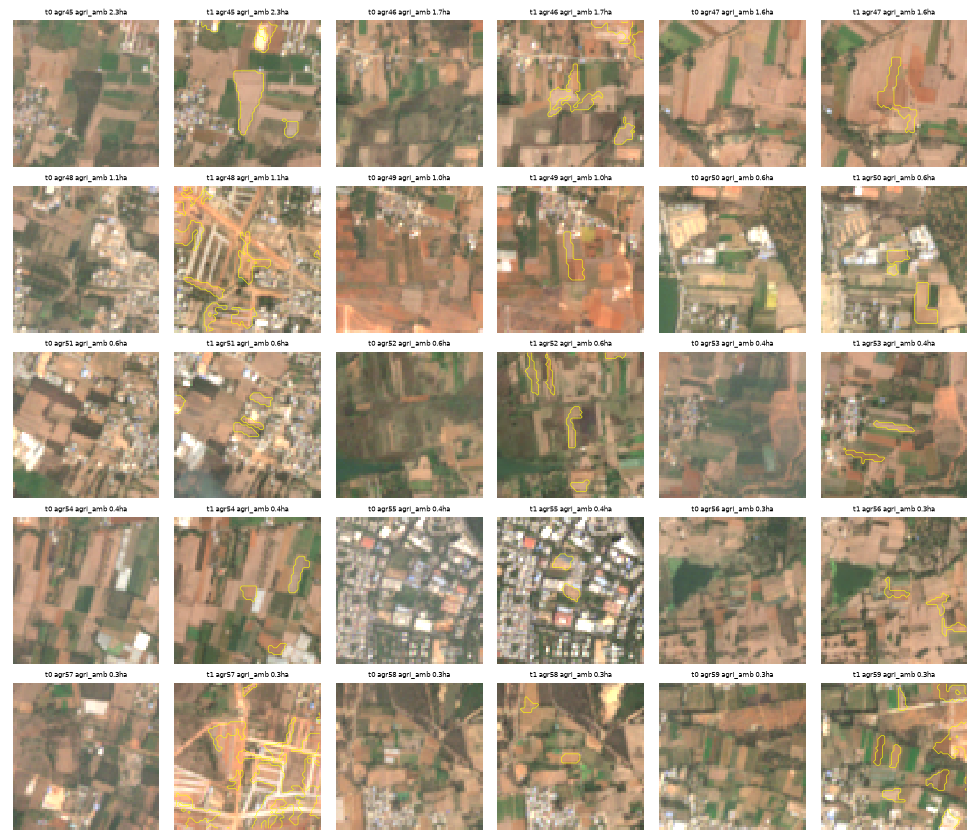 t0 agr45 agri_amb 2.3ha
t1 agr45 agri_amb 2.3ha
t0 agr46 agri_amb 1.7ha
t1 agr46 agri_amb 1.7ha
t0 agr47 agri_amb 1.6ha
t1 agr47 agri_amb 1.6ha
t0 agr48 agri_amb 1.1ha
t1 agr48 agri_amb 1.1ha
t0 agr49 agri_amb 1.0ha
t1 agr49 agri_amb 1.0ha
t0 agr50 agri_amb 0.6ha
t1 agr50 agri_amb 0.6ha
t0 agr51 agri_amb 0.6ha
t1 agr51 agri_amb 0.6ha
t0 agr52 agri_amb 0.6ha
t1 agr52 agri_amb 0.6ha
t0 agr53 agri_amb 0.4ha
t1 agr53 agri_amb 0.4ha
t0 agr54 agri_amb 0.4ha
t1 agr54 agri_amb 0.4ha
t0 agr55 agri_amb 0.4ha
t1 agr55 agri_amb 0.4ha
t0 agr56 agri_amb 0.3ha
t1 agr56 agri_amb 0.3ha
t0 agr57 agri_amb 0.3ha
t1 agr57 agri_amb 0.3ha
t0 agr58 agri_amb 0.3ha
t1 agr58 agri_amb 0.3ha
t0 agr59 agri_amb 0.3ha
t1 agr59 agri_amb 0.3ha